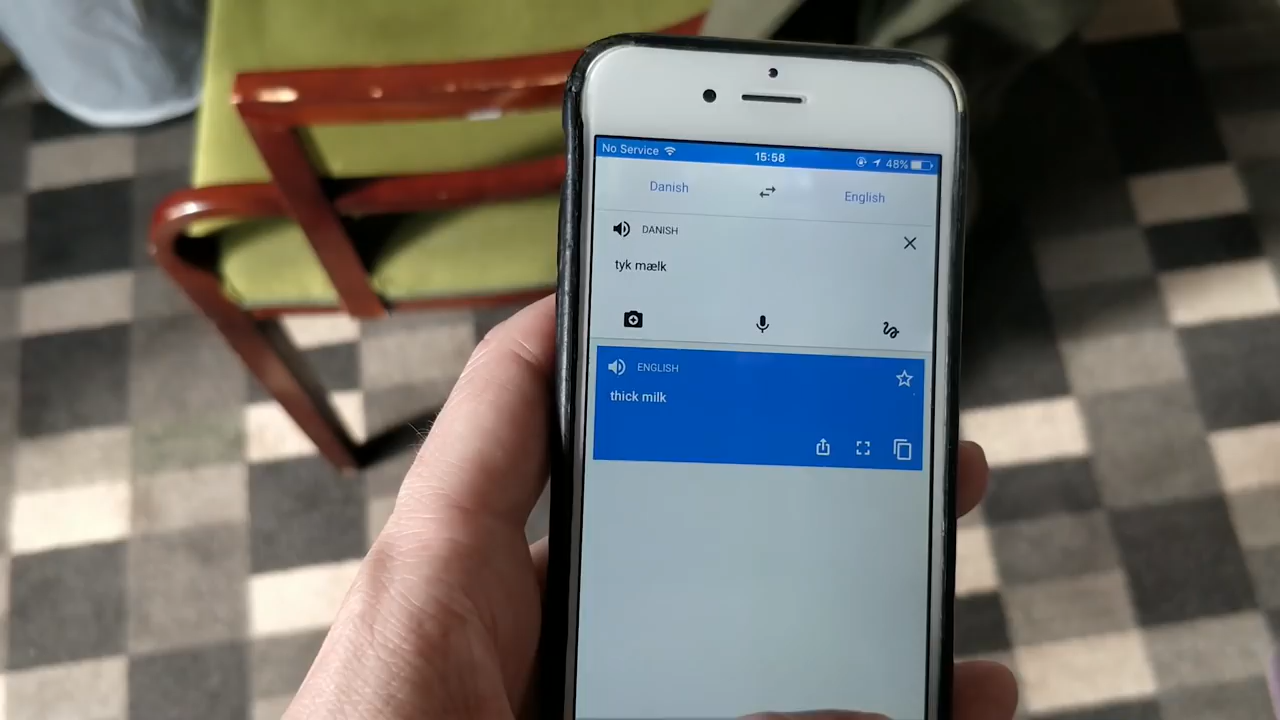 No Service 15:58 48%
Danish English
DANISH
tyk mælk
ENGLISH
thick milk